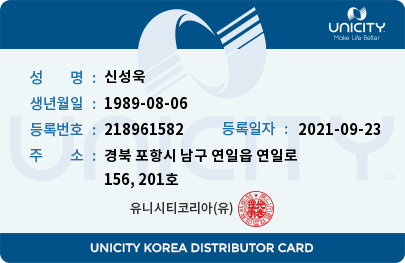 UNICITY
Make Life Better
성 명 : 신성욱
생년월일 : 1989-08-06
등록번호 : 218961582 등록일자 : 2021-09-23
주 소 : 경북 포항시 남구 연일읍 연일로
156, 201호
UNICITY
TM
유니시티코리아(유)
UNICITY KOREA DISTRIBUTOR CARD